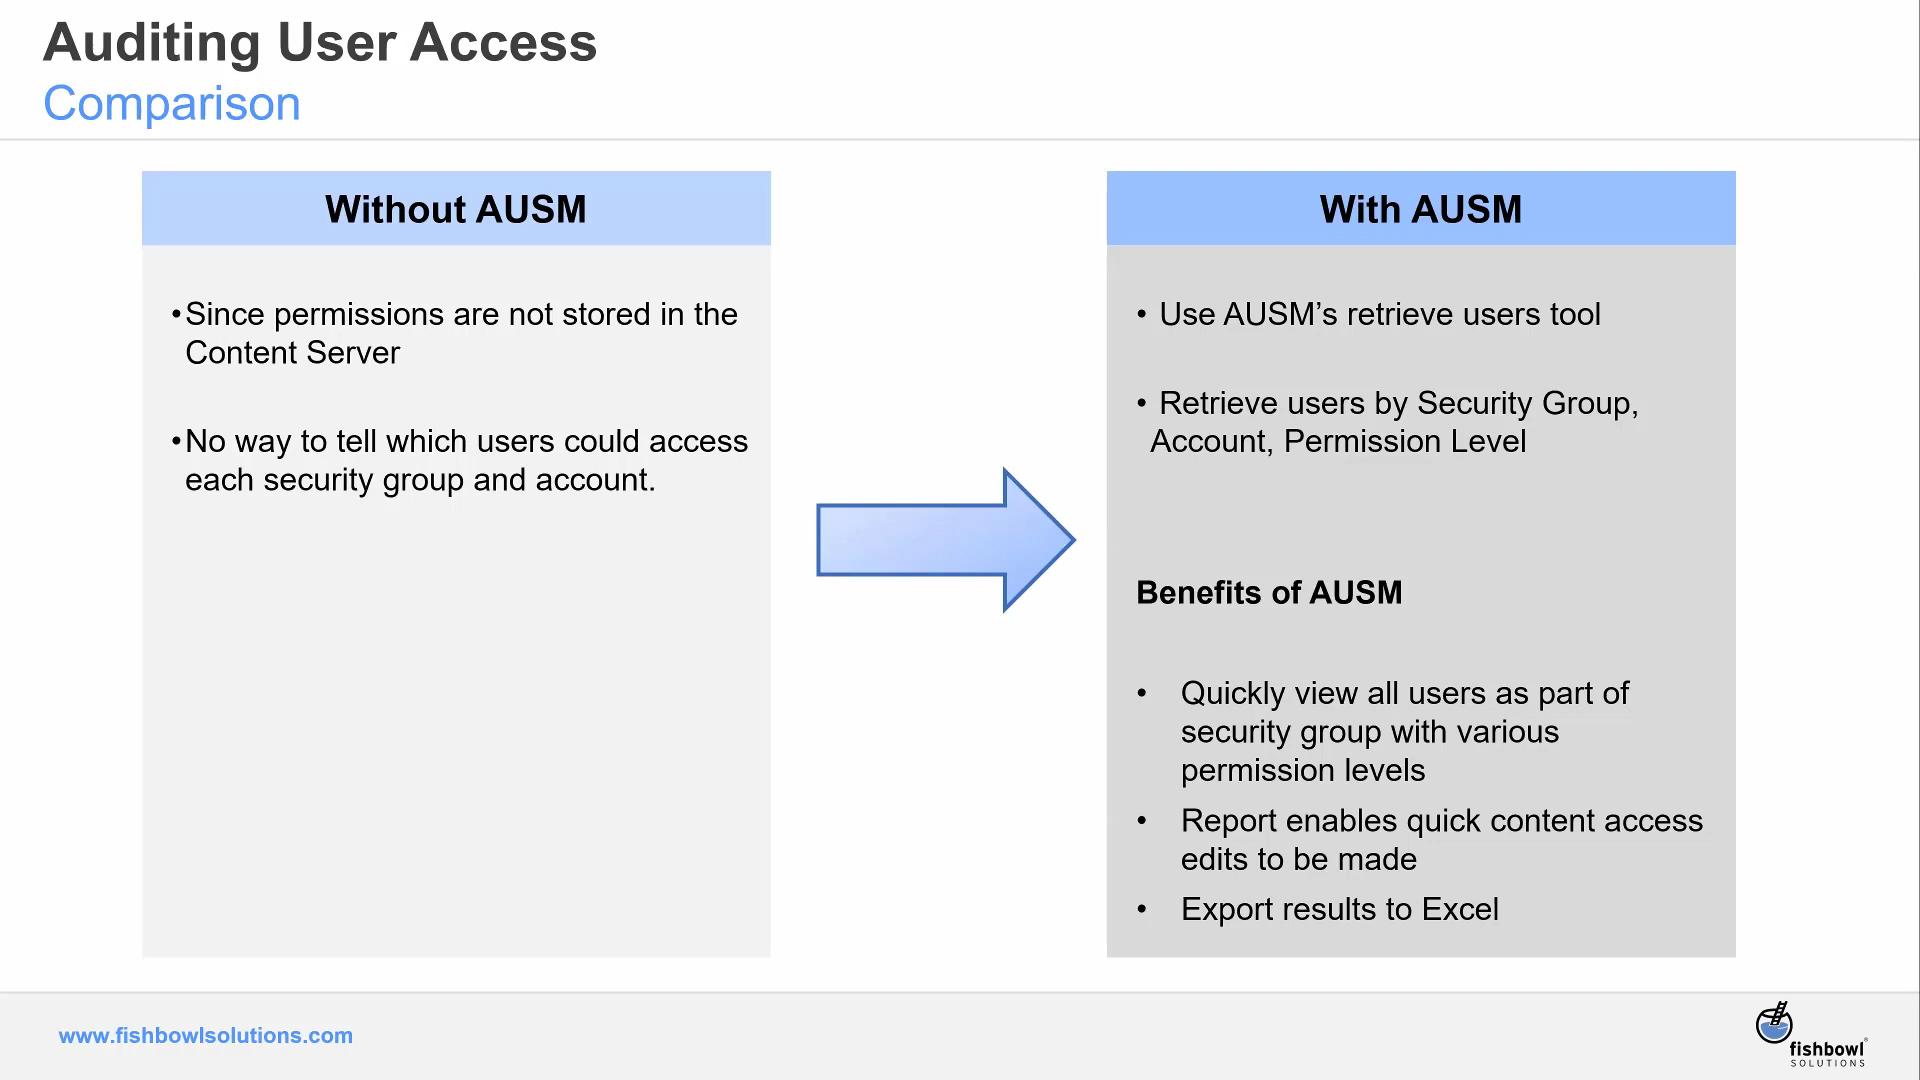 Auditing User Access
Comparison
Without AUSM
•Since permissions are not stored in the
Content Server
•No way to tell which users could access
each security group and account.
With AUSM
• Use AUSM’s retrieve users tool
• Retrieve users by Security Group,
Account, Permission Level
Benefits of AUSM
• Quickly view all users as part of
security group with various
permission levels
• Report enables quick content access
edits to be made
• Export results to Excel
www.fishbowlsolutions.com
fishbowl®
SOLUTIONS